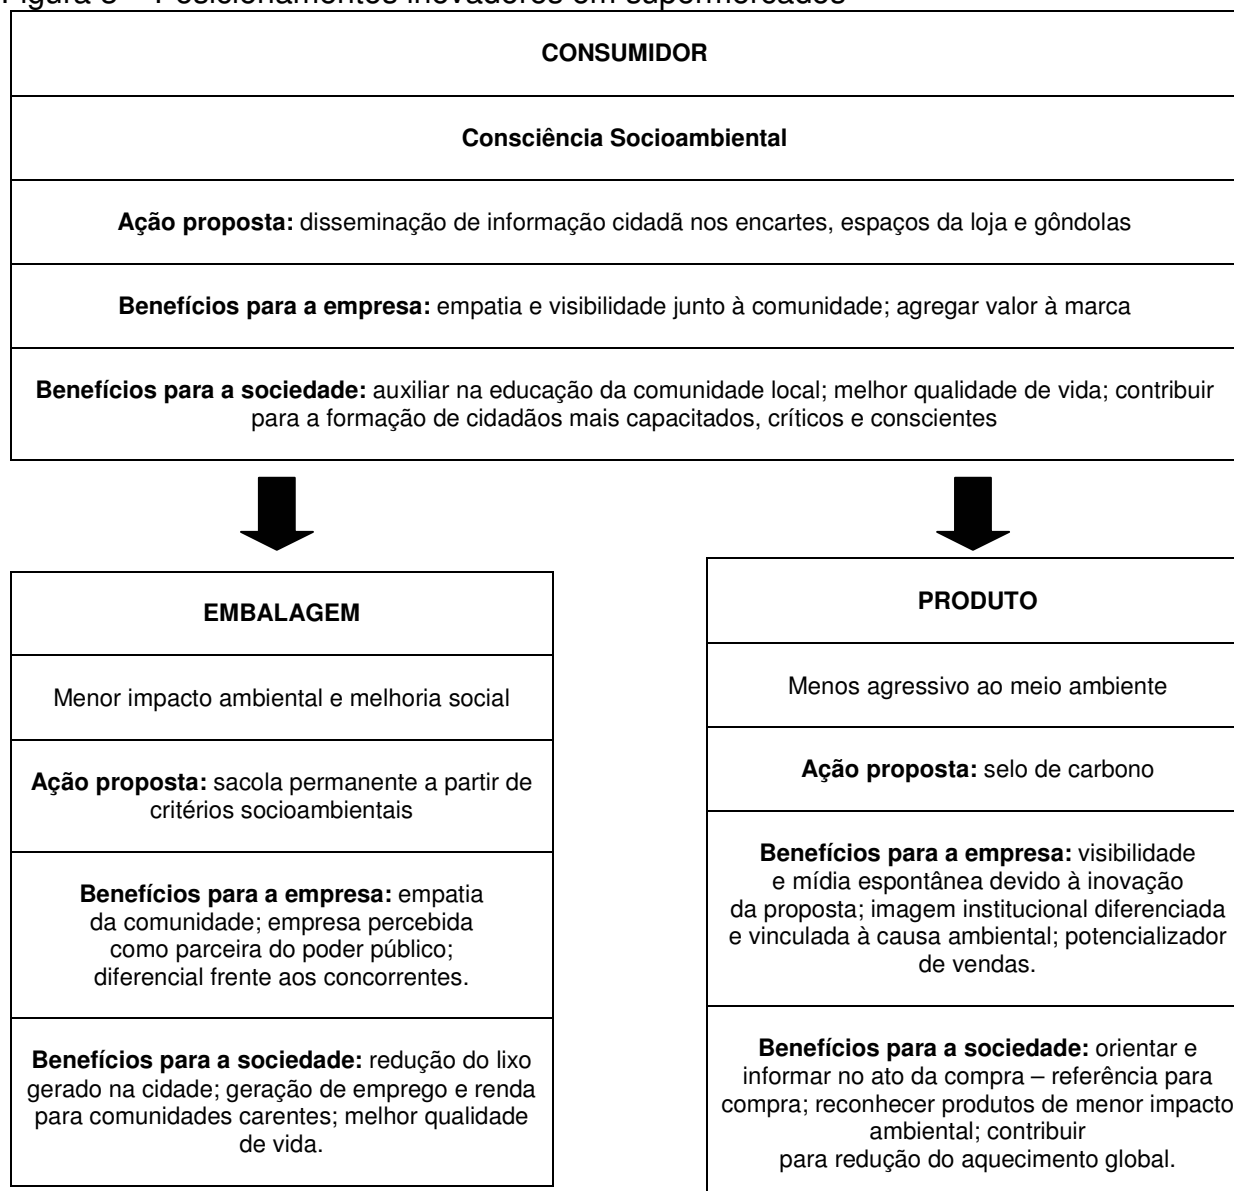 CONSUMIDOR
Consciência Socioambiental
Ação proposta: disseminação de informação cidadã nos encartes, espaços da loja e gôndolas
Benefícios para a empresa: empatia e visibilidade junto à comunidade; agregar valor à marca
Benefícios para a sociedade: auxiliar na educação da comunidade local; melhor qualidade de vida; contribuir
para a formação de cidadãos mais capacitados, críticos e conscientes
EMBALAGEM
Menor impacto ambiental e melhoria social
Ação proposta: sacola permanente a partir de
critérios socioambientais
Benefícios para a empresa: empatia
da comunidade; empresa percebida
como parceira do poder público;
diferencial frente aos concorrentes.
Benefícios para a sociedade: redução do lixo
gerado na cidade; geração de emprego e renda
para comunidades carentes; melhor qualidade
de vida.
PRODUTO
Menos agressivo ao meio ambiente
Ação proposta: selo de carbono
Benefícios para a empresa: visibilidade
e mídia espontânea devido à inovação
da proposta; imagem institucional diferenciada
e vinculada à causa ambiental; potencializador
de vendas.
Benefícios para a sociedade: orientar e
informar no ato da compra – referência para
compra; reconhecer produtos de menor impacto
ambiental; contribuir
para redução do aquecimento global.